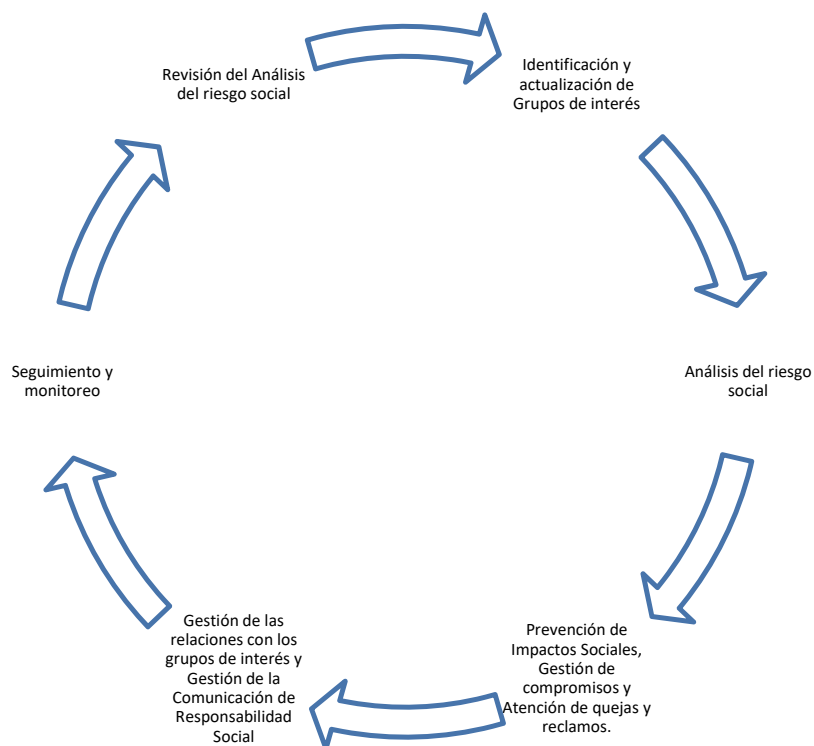 Revisión del Análisis
del riesgo social
Identificación y
actualización de
Grupos de interés
Análisis del riesgo
social
Prevención de
Impactos Sociales,
Gestión de
compromisos y
Atención de quejas y
reclamos.
Gestión de las
relaciones con los
grupos de interés y
Gestión de la
Comunicación de
Responsabilidad
Social
Seguimiento y
monitoreo